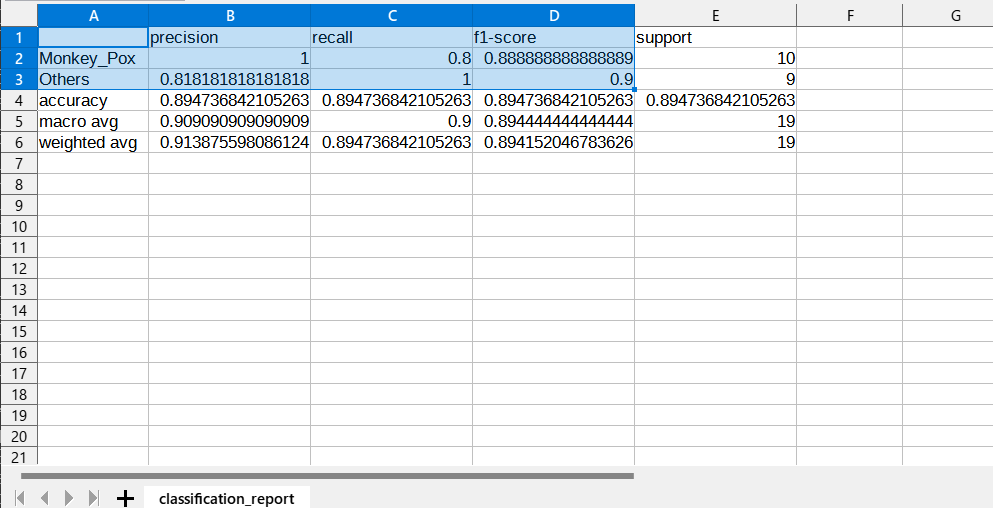 A B C D E F G
1 precision recall f1-score support
2 Monkey_Pox 1 0.8 0.888888888888889 10
3 Others 0.818181818181818 1 0.9 9
4 accuracy 0.894736842105263 0.894736842105263 0.894736842105263 0.894736842105263
5 macro avg 0.909090909090909 0.9 0.894444444444444 19
6 weighted avg 0.913875598086124 0.894736842105263 0.894152046783626 19
7
8
9
10
11
12
13
14
15
16
17
18
19
20
21
classification_report